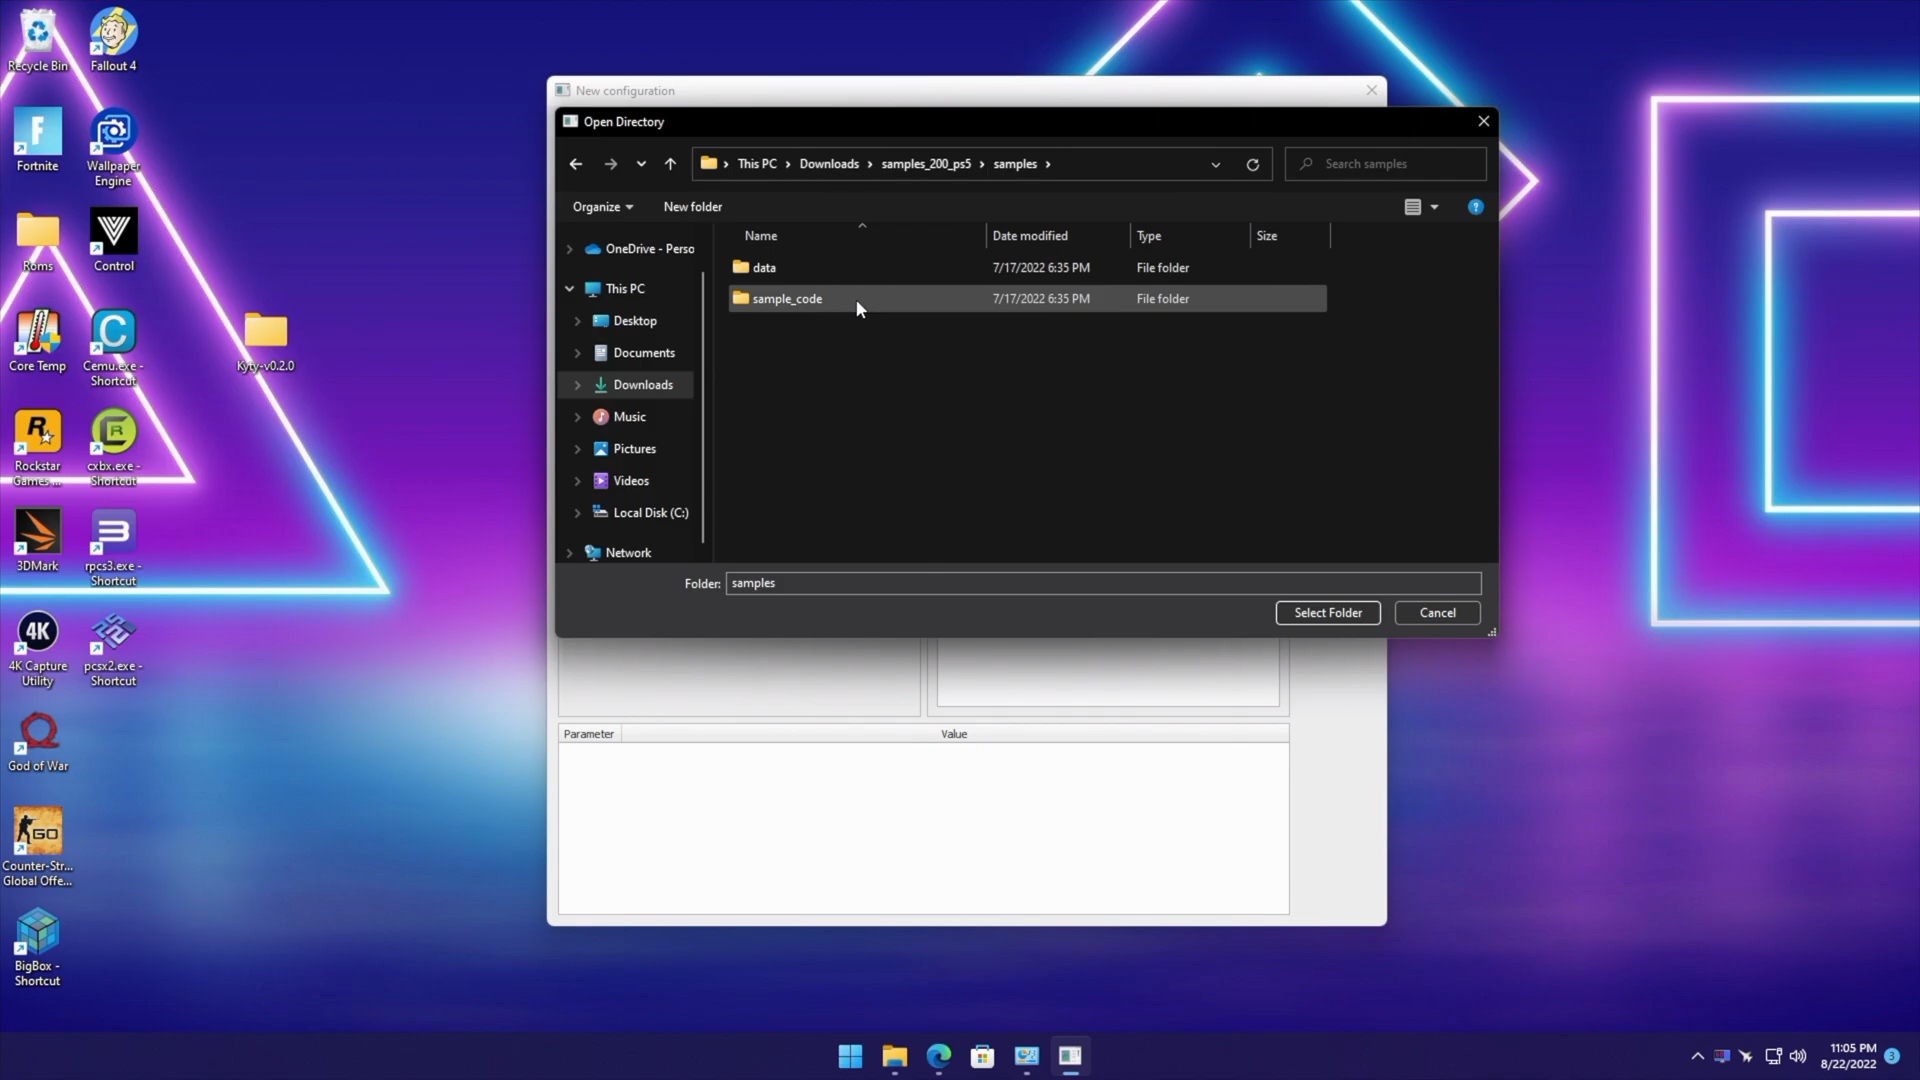 Recycle Bin
Fallout 4
Fortnite
Wallpaper
Engine
Roms
Control
Core Temp
Cemu.exe -
Shortcut
Kyty-v0.2.0
Rockstar
Games ...
cxbx.exe -
Shortcut
3DMark
rpcs3.exe -
Shortcut
4K
4K Capture
Utility
pcsx2.exe -
Shortcut
God of War
GO
Counter-Str...
Global Offe...
BigBox -
Shortcut
New configuration
Open Directory
This PC
Downloads
samples_200_ps5
samples
Search samples
Organize
New folder
Name
Date modified
Type
Size
data
7/17/2022 6:35 PM
File folder
sample_code
7/17/2022 6:35 PM
File folder
OneDrive - Perso
This PC
Desktop
Documents
Downloads
Music
Pictures
Videos
Local Disk (C:)
Network
Folder: samples
Select Folder
Cancel
Parameter
Value
11:05 PM
8/22/2022
3